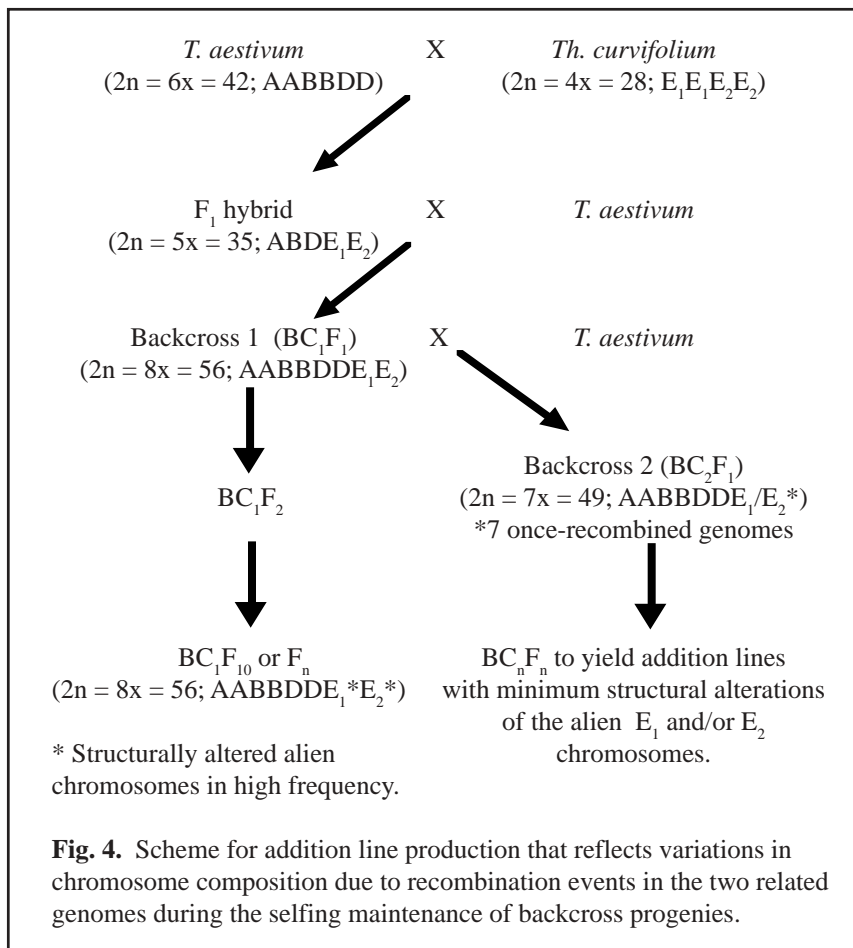 T. aestivum X Th. curvifolium
(2n = 6x = 42; AABBDD) (2n = 4x = 28; E₁E₁E₂E₂)
F₁ hybrid X T. aestivum
(2n = 5x = 35; ABDE₁E₂)
Backcross 1 (BC₁F₁) X T. aestivum
(2n = 8x = 56; AABBDDE₁E₂)
BC₁F₂
Backcross 2 (BC₂F₁)
(2n = 7x = 49; AABBDDE₁/E₂*)
*7 once-recombined genomes
BC₁F₁₀ or Fₙ
(2n = 8x = 56; AABBDDE₁*E₂*)
* Structurally altered alien
chromosomes in high frequency.
BCₙFₙ to yield addition lines
with minimum structural alterations
of the alien E₁ and/or E₂
chromosomes.
Fig. 4. Scheme for addition line production that reflects variations in
chromosome composition due to recombination events in the two related
genomes during the selfing maintenance of backcross progenies.